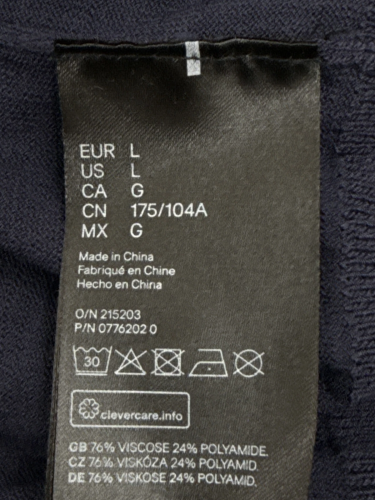 EUR L
US L
CA G
CN 175/104A
MX G
Made in China
Fabriqué en Chine
Hecho en China
O/N 215203
P/N 0776202 0
30
clevercare.info
GB 76% VISCOSE 24% POLYAMIDE.
CZ 76% VISKÓZA 24% POLYAMID.
DE 76% VISKOSE 24% POLYAMID.